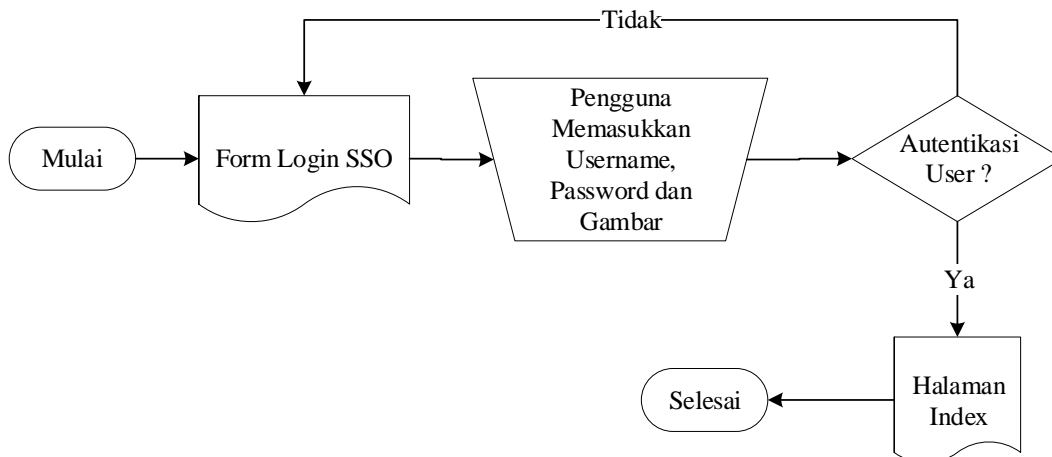 Tidak
Mulai
Form Login SSO
Pengguna
Memasukkan
Username,
Password dan
Gambar
Autentikasi
User ?
Ya
Halaman
Index
Selesai